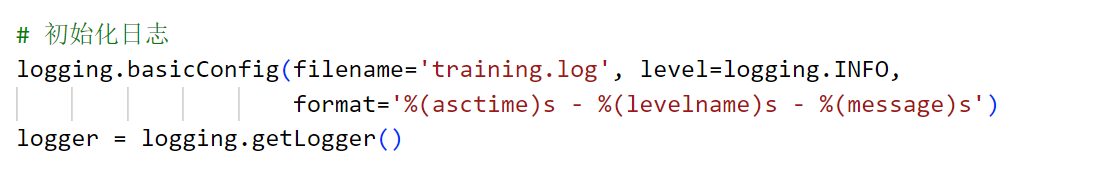 # 初始化日志
logging.basicConfig(filename='training.log', level=logging.INFO,
                    format='%(asctime)s - %(levelname)s - %(message)s')
logger = logging.getLogger()